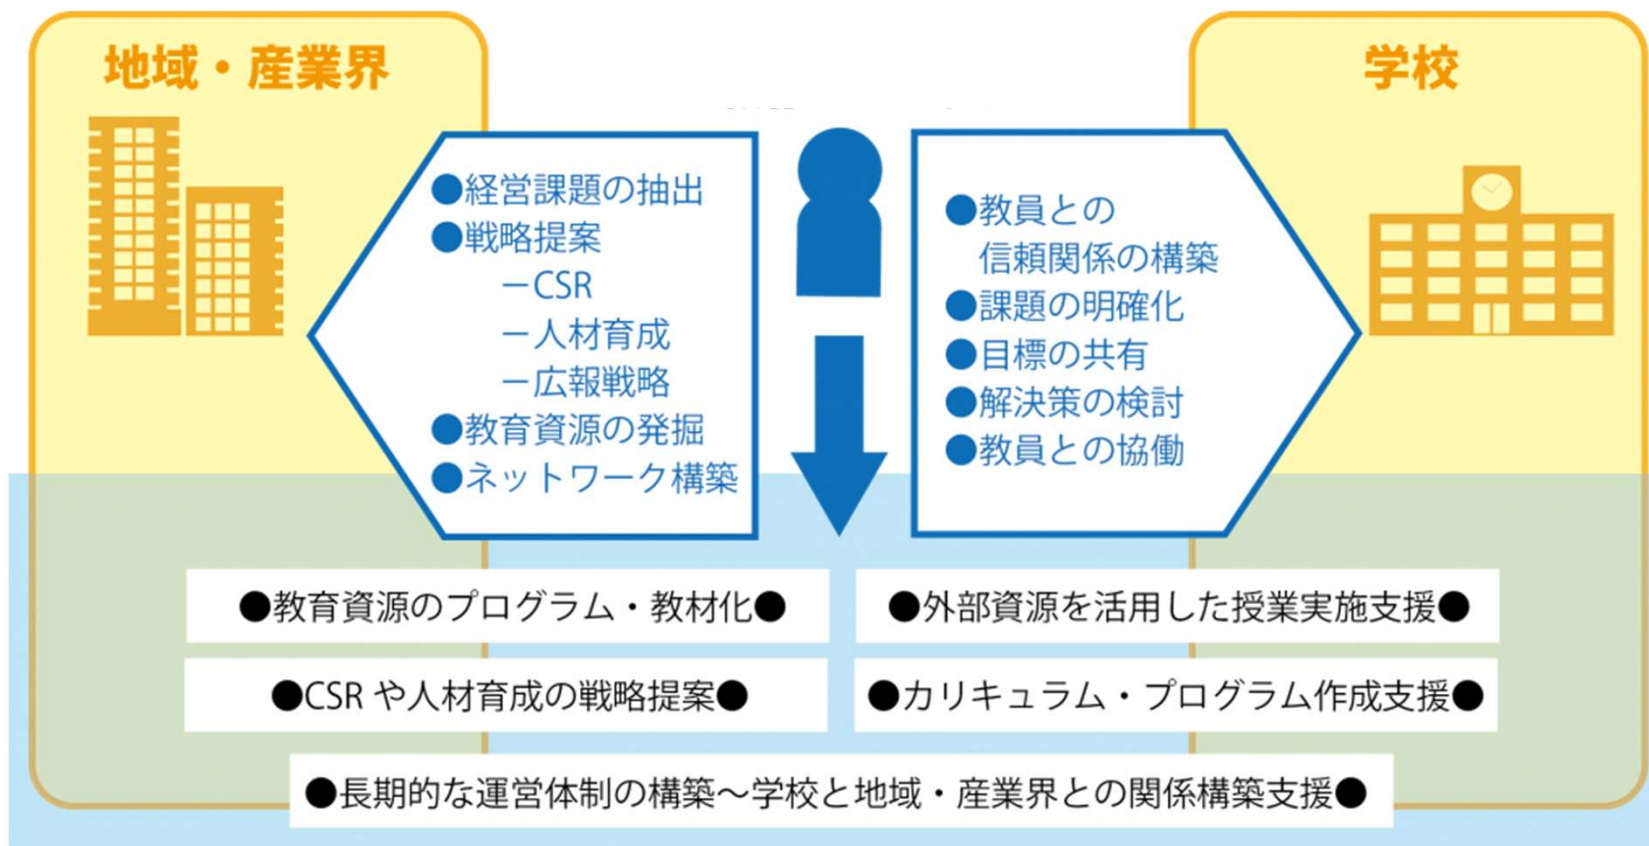 地域・産業界
学校
●経営課題の抽出
●戦略提案
－CSR
－人材育成
－広報戦略
●教育資源の発掘
●ネットワーク構築
●教員との
信頼関係の構築
●課題の明確化
●目標の共有
●解決策の検討
●教員との協働
●教育資源のプログラム・教材化●
●外部資源を活用した授業実施支援●
●CSRや人材育成の戦略提案●
●カリキュラム・プログラム作成支援●
●長期的な運営体制の構築～学校と地域・産業界との関係構築支援●